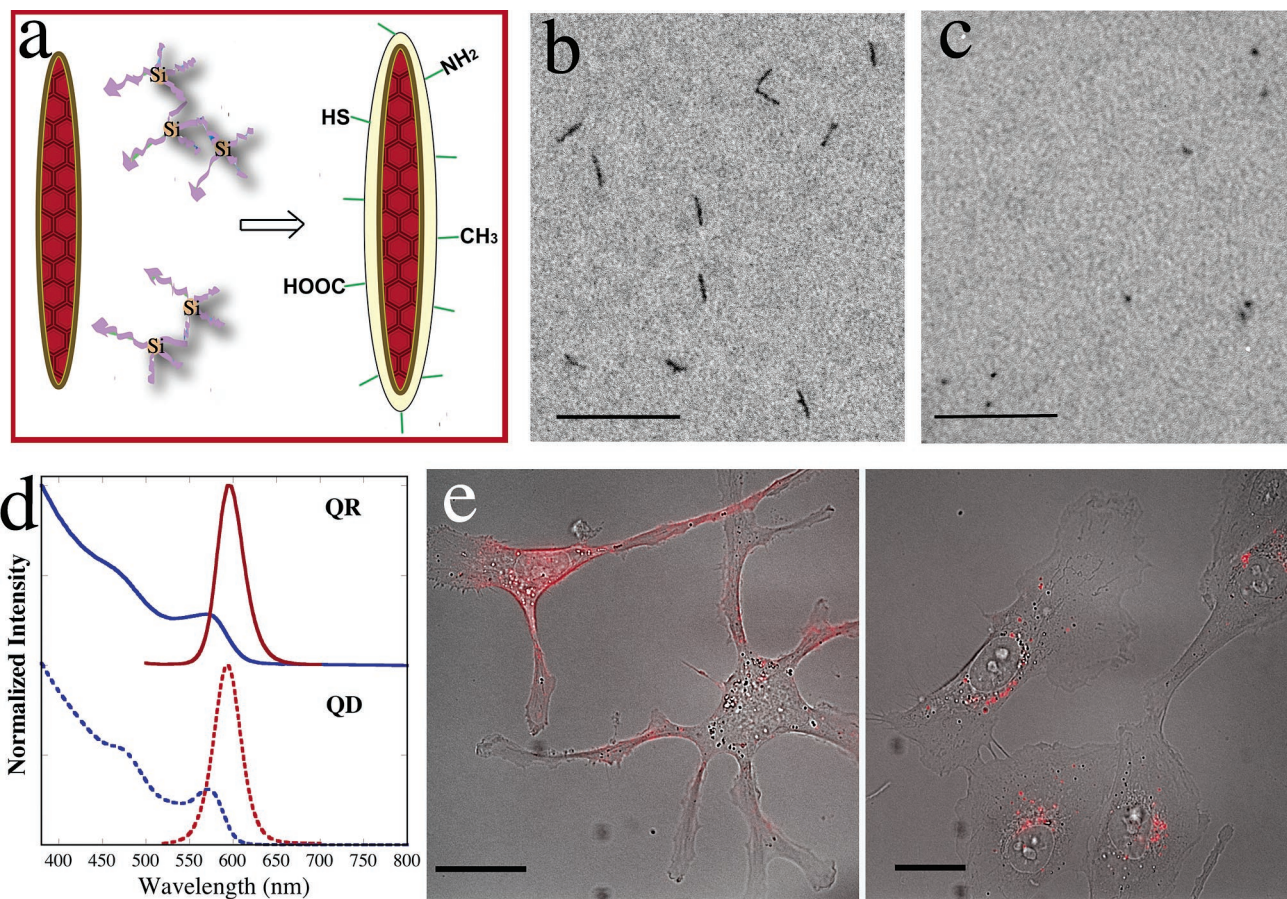 a
Si
Si
Si
Si
Si
HS
NH2
CH3
HOOC
b
c
d
QR
QD
Normalized Intensity
400 450 500 550 600 650 700 750 800
Wavelength (nm)
e